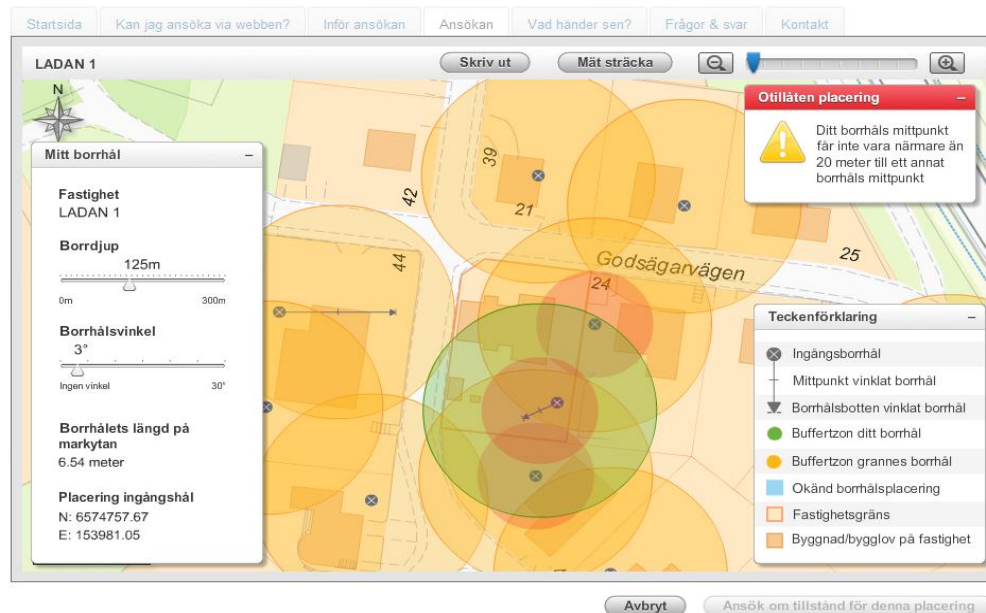 Startsida
Kan jag ansöka via webben?
Inför ansökan
Ansökan
Vad händer sen?
Frågor & svar
Kontakt
LADAN 1
Skriv ut
Mät sträcka
N
Mitt borrhål
Fastighet
LADAN 1
Borrdjup
125m
0m
300m
Borrhålsvinkel
3°
Ingen vinkel
30°
Borrhålets längd på
markytan
6.54 meter
Placering ingångshål
N: 6574757.67
E: 153981.05
39
42
21
44
Godsägarvägen
24
25
Otillåten placering
Ditt borrhåls mittpunkt
får inte vara närmare än
20 meter till ett annat
borrhåls mittpunkt
Teckenförklaring
Ingångsborrhål
Mittpunkt vinklat borrhål
Borrhålsbotten vinklat borrhål
Buffertzon ditt borrhål
Buffertzon grannes borrhål
Okänd borrhålsplacering
Fastighetsgräns
Byggnad/bygglov på fastighet
Avbryt
Ansök om tillstånd för denna placering